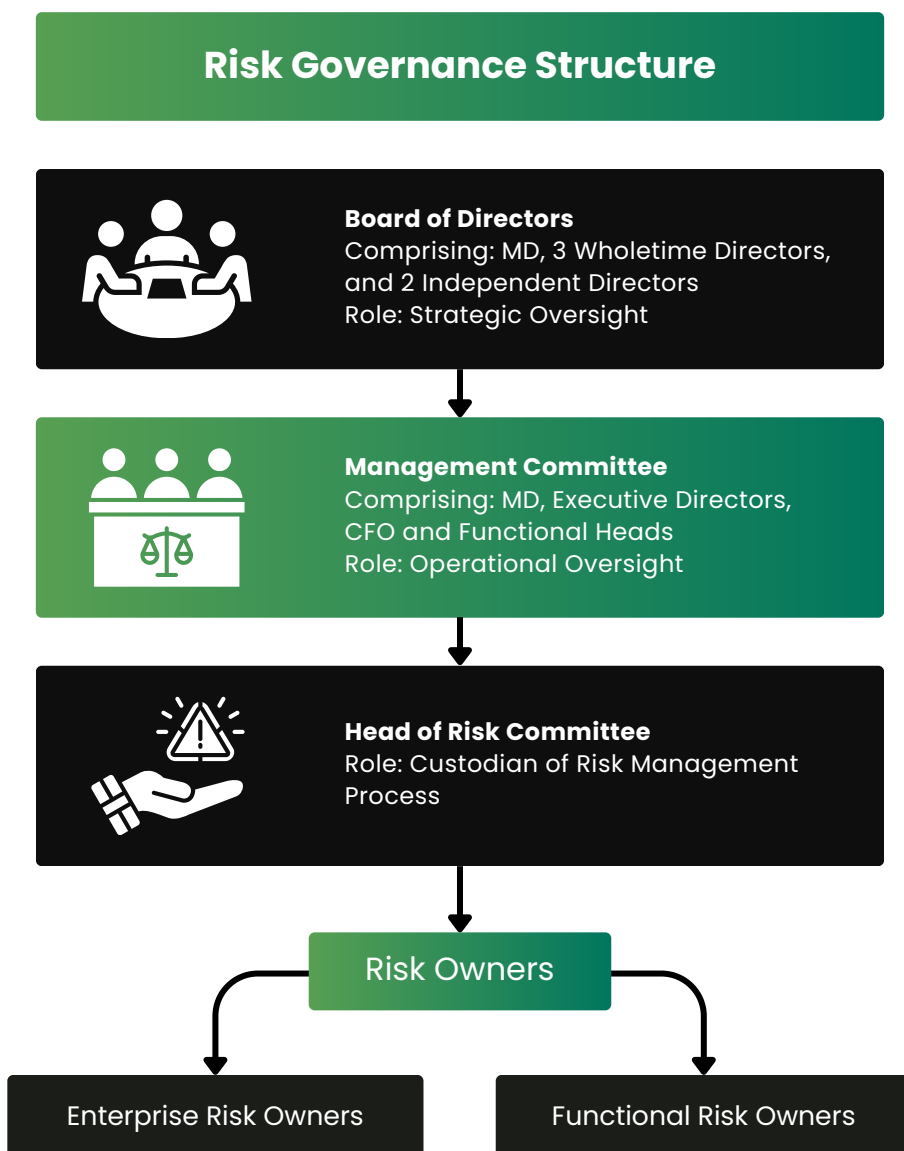 Risk Governance Structure
Board of Directors
Comprising: MD, 3 Wholetime Directors,
and 2 Independent Directors
Role: Strategic Oversight
Management Committee
Comprising: MD, Executive Directors,
CFO and Functional Heads
Role: Operational Oversight
Head of Risk Committee
Role: Custodian of Risk Management
Process
Risk Owners
Enterprise Risk Owners
Functional Risk Owners